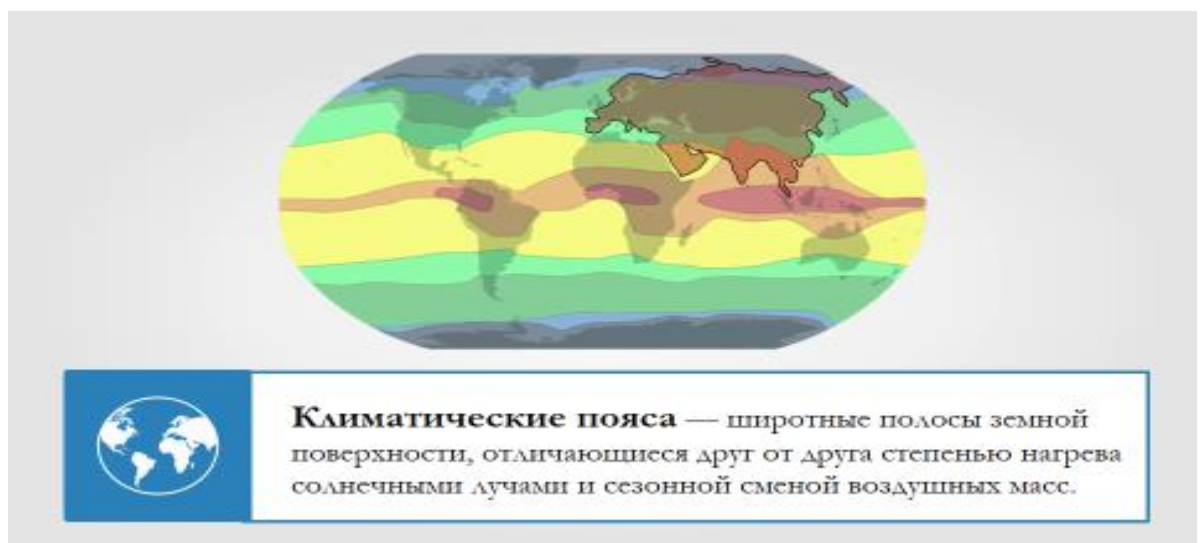 Климатические пояса — широтные полосы земной
поверхности, отличающиеся друг от друга степенью нагрева
солнечными лучами и сезонной сменой воздушных масс.